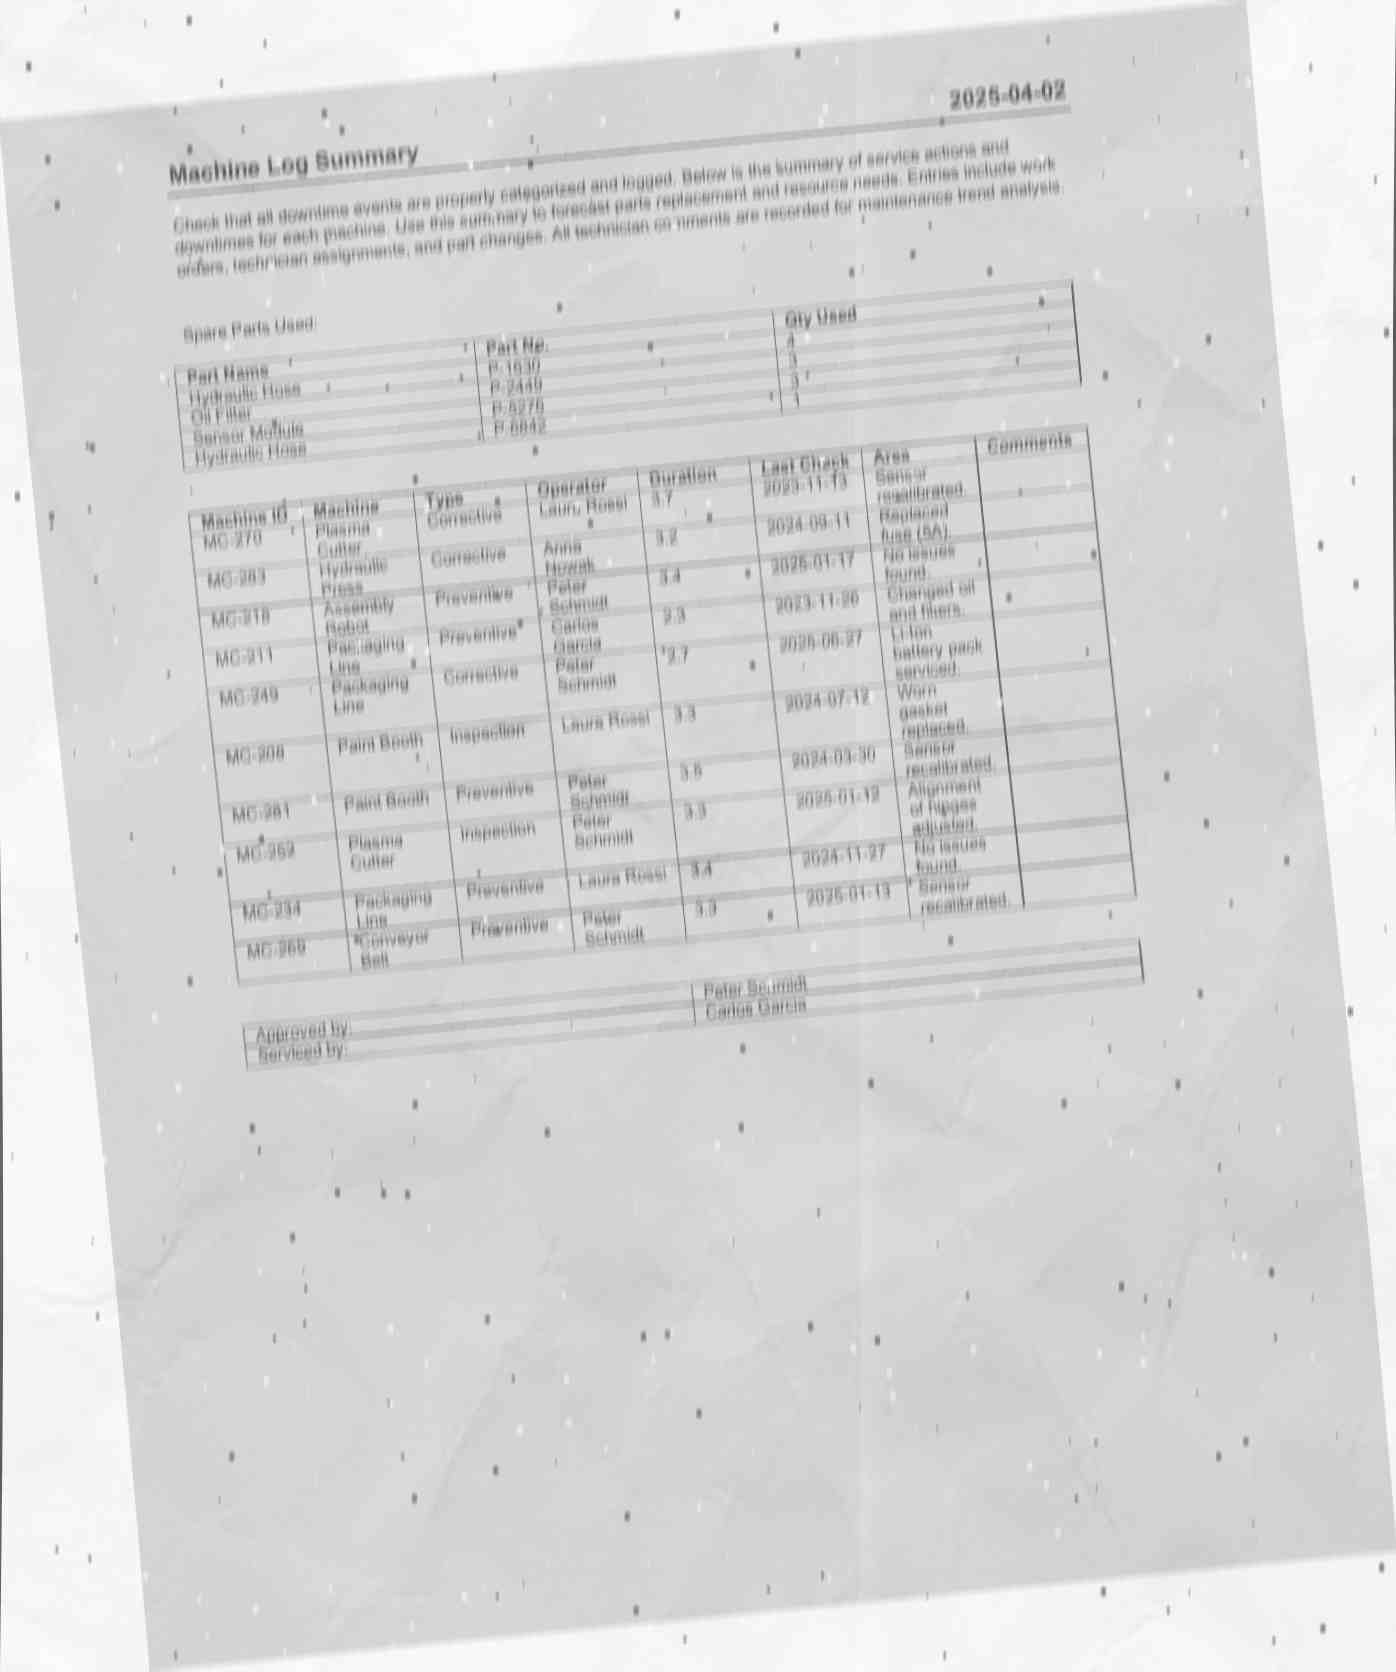 2025-04-02
Machine Log Summary
Check that all downtime events are properly categorized and logged. Below is the summary of service actions and
downtimes for each machine. Use this summary to forecast parts replacement and resource needs. Entries include work
orders, technician assignments, and part changes. All technician comments are recorded for maintenance trend analysis.
Spare Parts Used:
Part Name Part No. Qty Used
Hydraulic Hose P-1630 4
Oil Filter P-2449 3
Sensor Module P-5275 3
Hydraulic Hose P-6842 1
Machine ID Machine Type Operator Duration Last Check Area Comments
MC-270 Plasma Cutter Corrective Laura Rossi 3.7 2023-11-13 Sensor recalibrated.
MC-283 Hydraulic Press Corrective Anna Nowak 3.2 2024-09-11 Replaced fuse (5A).
MC-218 Assembly Robot Preventive Peter Schmidt 3.4 2025-01-17 No issues found.
MC-211 Packaging Line Preventive Carlos Garcia 2.3 2023-11-26 Changed oil and filters.
MC-249 Packaging Line Corrective Peter Schmidt 2.7 2025-06-27 Li-Ion battery pack serviced.
MC-208 Paint Booth Inspection Laura Rossi 3.3 2024-07-12 Worn gasket replaced.
MC-281 Paint Booth Preventive Peter Schmidt 3.5 2024-03-30 Sensor recalibrated.
MC-252 Plasma Cutter Inspection Peter Schmidt 3.3 2025-01-12 Alignment of hinges adjusted.
MC-234 Packaging Line Preventive Laura Rossi 3.4 2024-11-27 No issues found.
MC-269 Conveyor Belt Preventive Peter Schmidt 3.3 2025-01-13 Sensor recalibrated.
Approved by: Peter Schmidt
Serviced by: Carlos Garcia